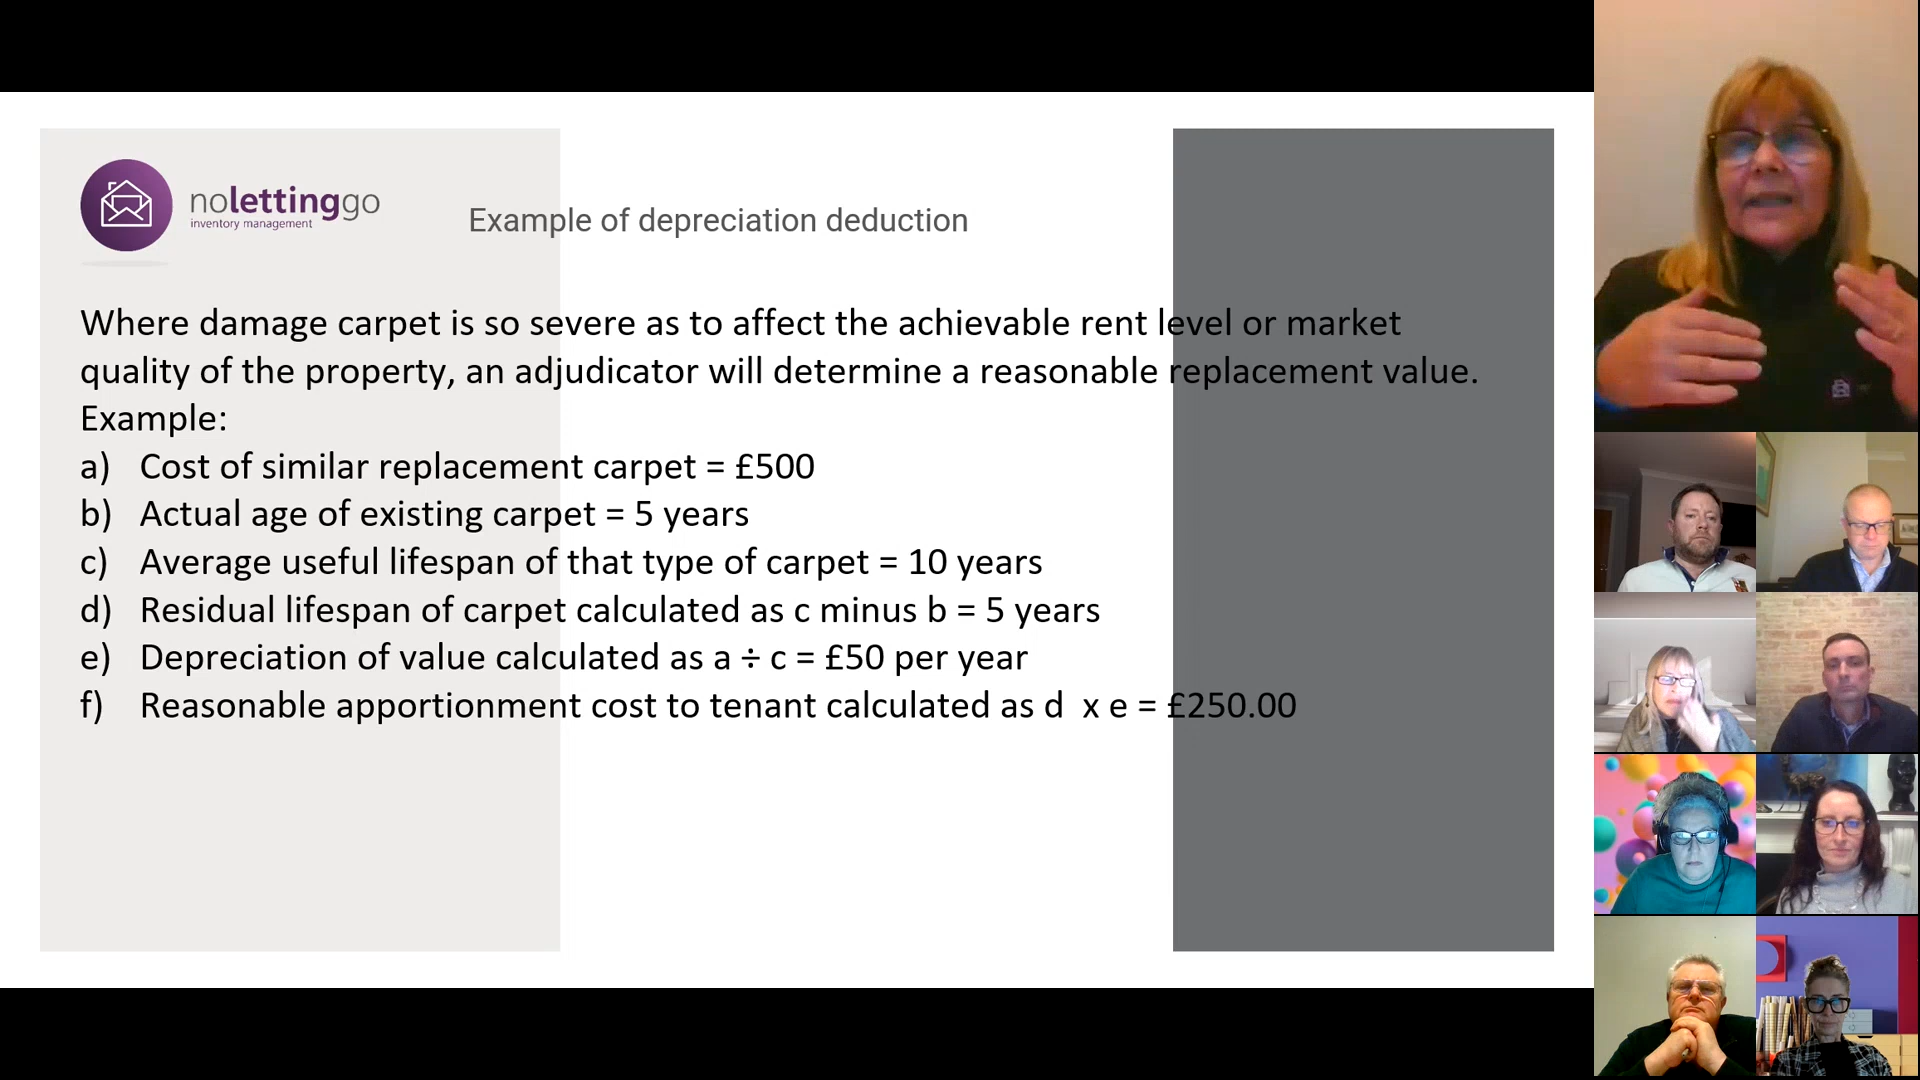 nolettinggo
inventory management
Example of depreciation deduction
Where damage carpet is so severe as to affect the achievable rent level or market
quality of the property, an adjudicator will determine a reasonable replacement value.
Example:
a) Cost of similar replacement carpet = £500
b) Actual age of existing carpet = 5 years
c) Average useful lifespan of that type of carpet = 10 years
d) Residual lifespan of carpet calculated as c minus b = 5 years
e) Depreciation of value calculated as a ÷ c = £50 per year
f) Reasonable apportionment cost to tenant calculated as d x e = £250.00